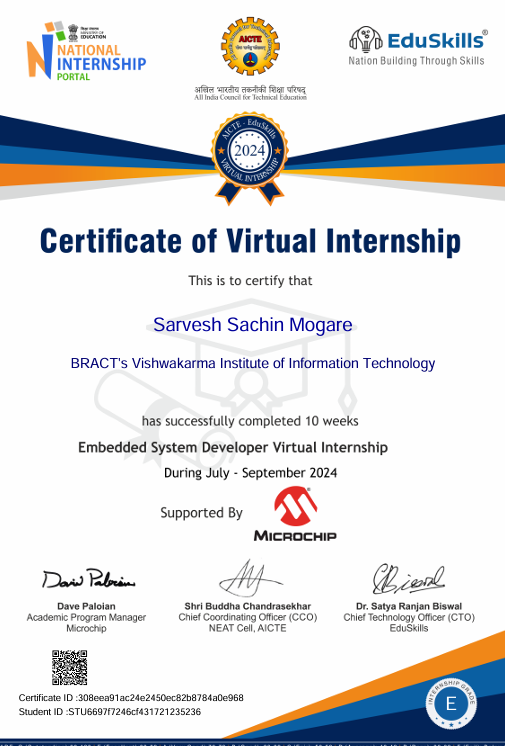 NATIONAL
INTERNSHIP
PORTAL
शिक्षा मंत्रालय
MINISTRY OF
EDUCATION
AICTE
अखिल भारतीय तकनीकी शिक्षा परिषद्
All India Council for Technical Education
EduSkills®
Nation Building Through Skills
AICTE - EduSkills
2024
VIRTUAL INTERNSHIP
Certificate of Virtual Internship
This is to certify that
Sarvesh Sachin Mogare
BRACT's Vishwakarma Institute of Information Technology
has successfully completed 10 weeks
Embedded System Developer Virtual Internship
During July - September 2024
Supported By
MICROCHIP
Dave Paloian
Academic Program Manager
Microchip
Shri Buddha Chandrasekhar
Chief Coordinating Officer (CCO)
NEAT Cell, AICTE
Dr. Satya Ranjan Biswal
Chief Technology Officer (CTO)
EduSkills
Certificate ID :308eea91ac24e2450ec82b8784a0e968
Student ID :STU6697f7246cf431721235236
INTERNSHIP GRADE
E